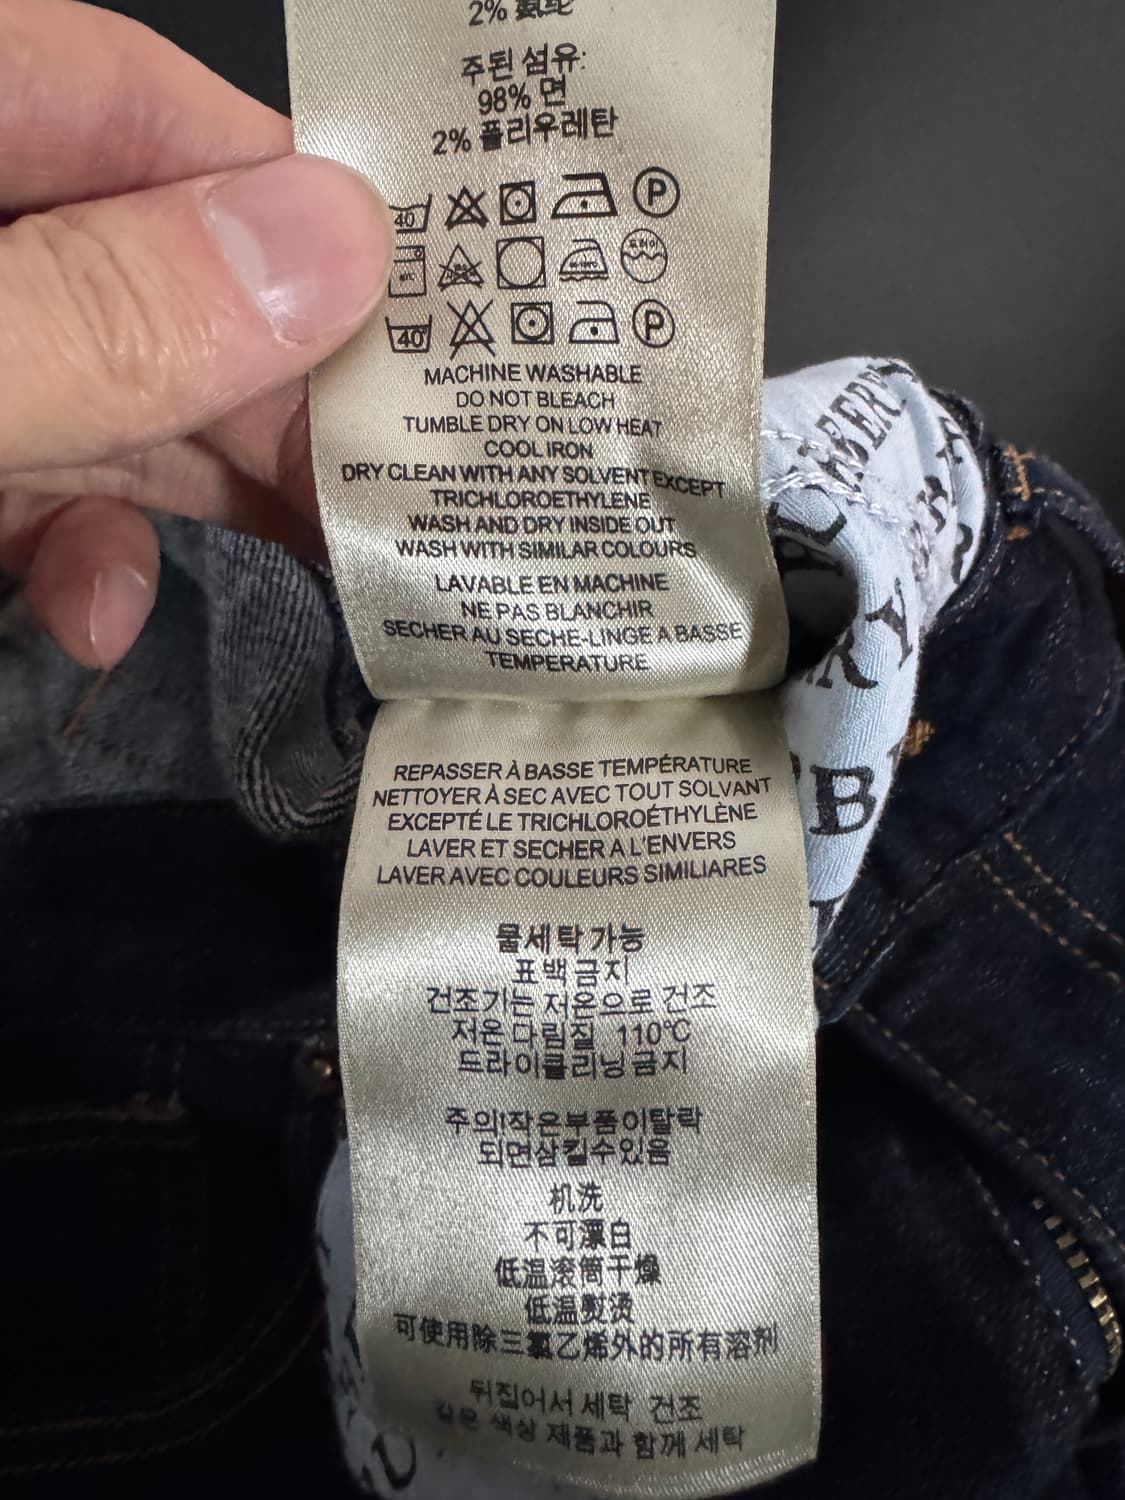 2%
주된 섬유:
98% 면
2% 폴리우레탄
40 P
드라이
40 P
MACHINE WASHABLE
DO NOT BLEACH
TUMBLE DRY ON LOW HEAT
COOL IRON
DRY CLEAN WITH ANY SOLVENT EXCEPT
TRICHLOROETHYLENE
WASH AND DRY INSIDE OUT
WASH WITH SIMILAR COLOURS
LAVABLE EN MACHINE
NE PAS BLANCHIR
SECHER AU SECHE-LINGE A BASSE
TEMPERATURE
REPASSER À BASSE TEMPÉRATURE
NETTOYER À SEC AVEC TOUT SOLVANT
EXCEPTÉ LE TRICHLOROÉTHYLÈNE
LAVER ET SECHER A L'ENVERS
LAVER AVEC COULEURS SIMILIARES
물세탁가능
표백금지
건조기는 저온으로 건조
저온 다림질 110°C
드라이클리닝금지
주의!작은부품이탈락
되면삼킬수있음
机洗
不可漂白
低温滚筒干燥
低温熨烫
可使用除三氯乙烯外的所有溶剂
뒤집어서 세탁 건조
같은 색상 제품과 함께 세탁